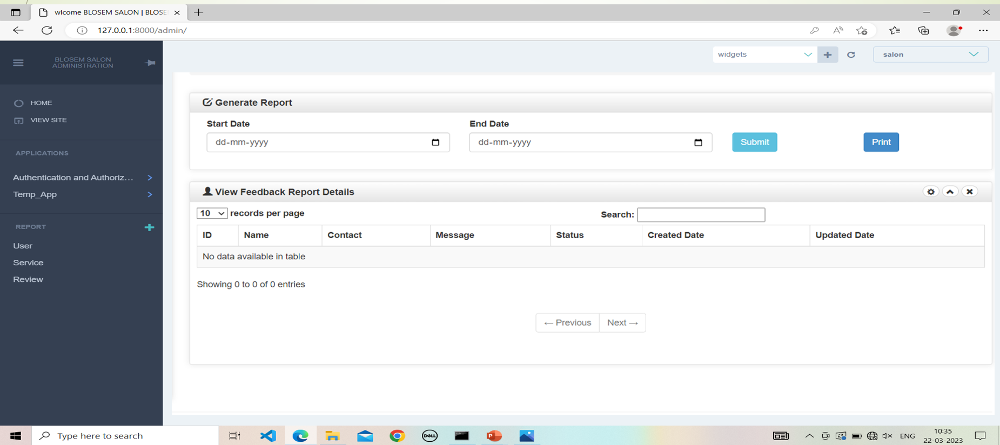 wlcome BLOSEM SALON | BLOSE
127.0.0.1:8000/admin/
BLOSEM SALON
ADMINISTRATION
widgets
salon
HOME
VIEW SITE
APPLICATIONS
Authentication and Authoriz...
Temp_App
REPORT
User
Service
Review
Generate Report
Start Date
End Date
dd-mm-yyyy
dd-mm-yyyy
Submit
Print
View Feedback Report Details
10 records per page
Search:
ID Name Contact Message Status Created Date Updated Date
No data available in table
Showing 0 to 0 of 0 entries
← Previous
Next →
Type here to search
DELL
ENG
10:35
22-03-2023